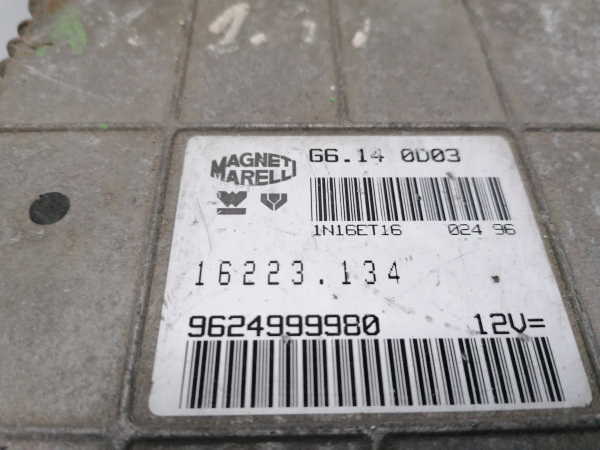 MAGNETI
MARELLI
G6.14 0D03
1N16ET16 024 96
16223.134
9624999980 12V=